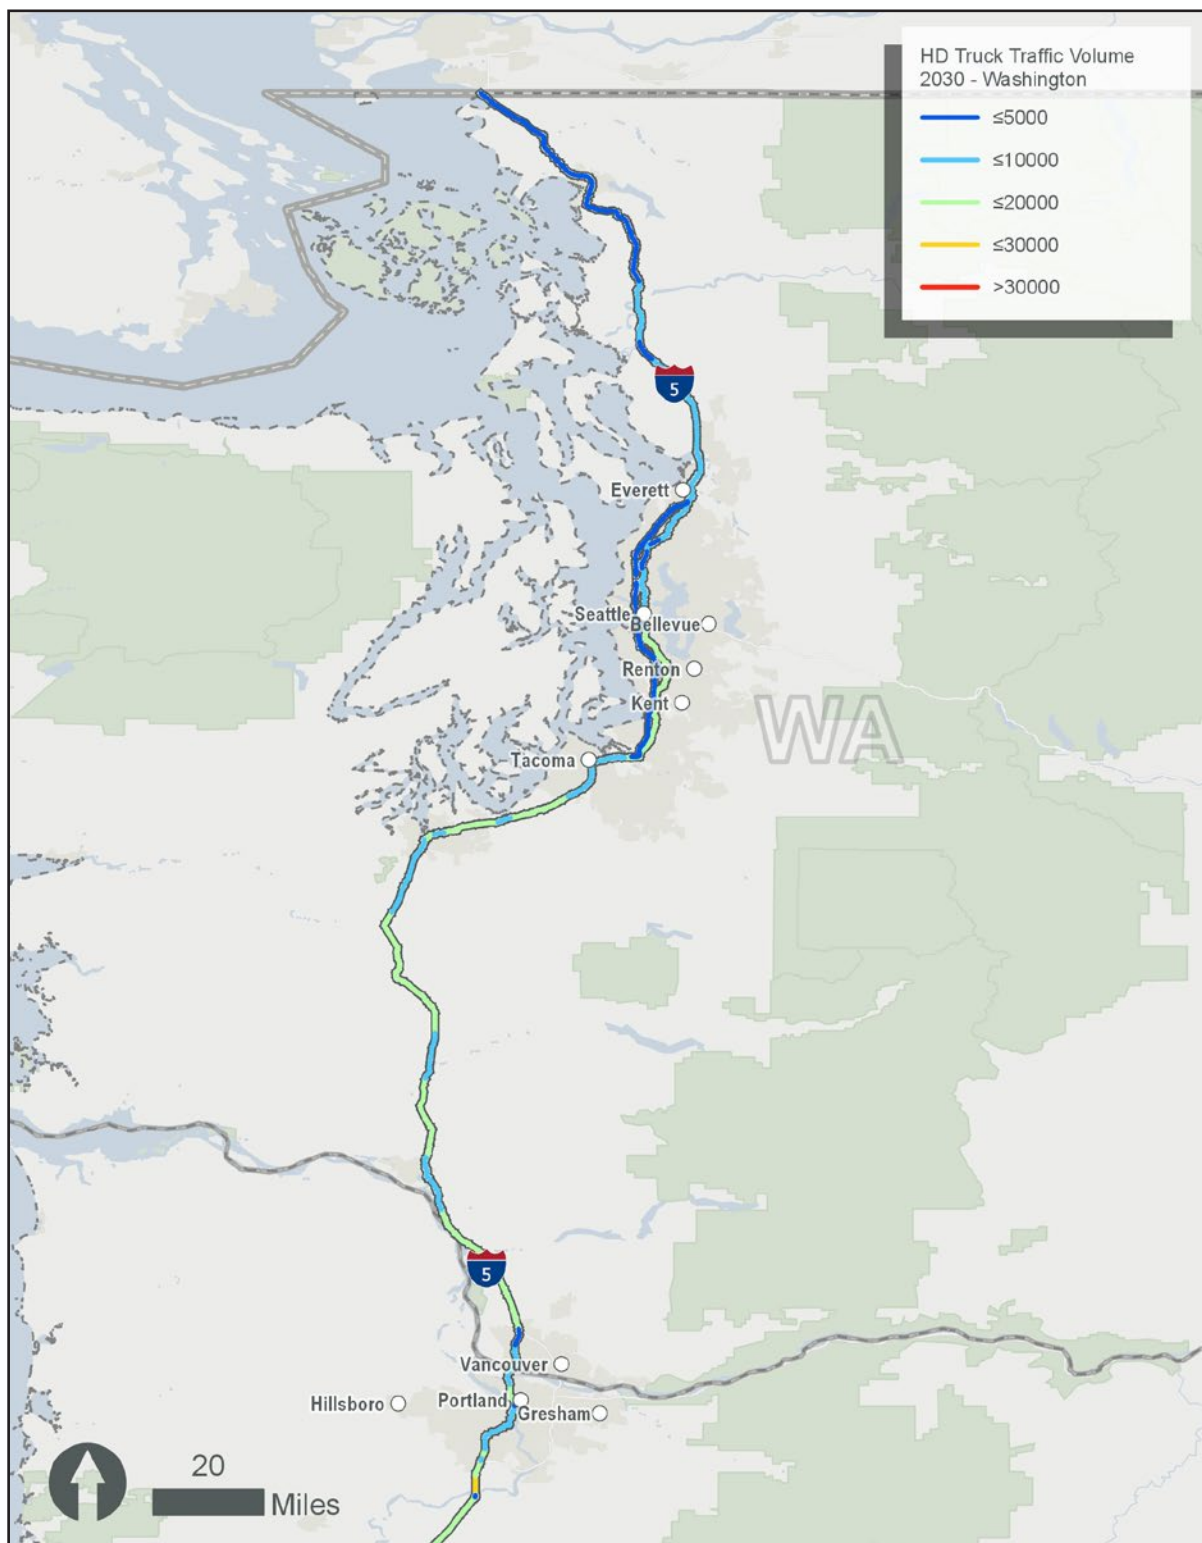 HD Truck Traffic Volume
2030 - Washington
≤5000
≤10000
≤20000
≤30000
>30000
5
Everett
Seattle
Bellevue
Renton
Kent
WA
Tacoma
5
Vancouver
Hillsboro
Portland
Gresham
20
Miles